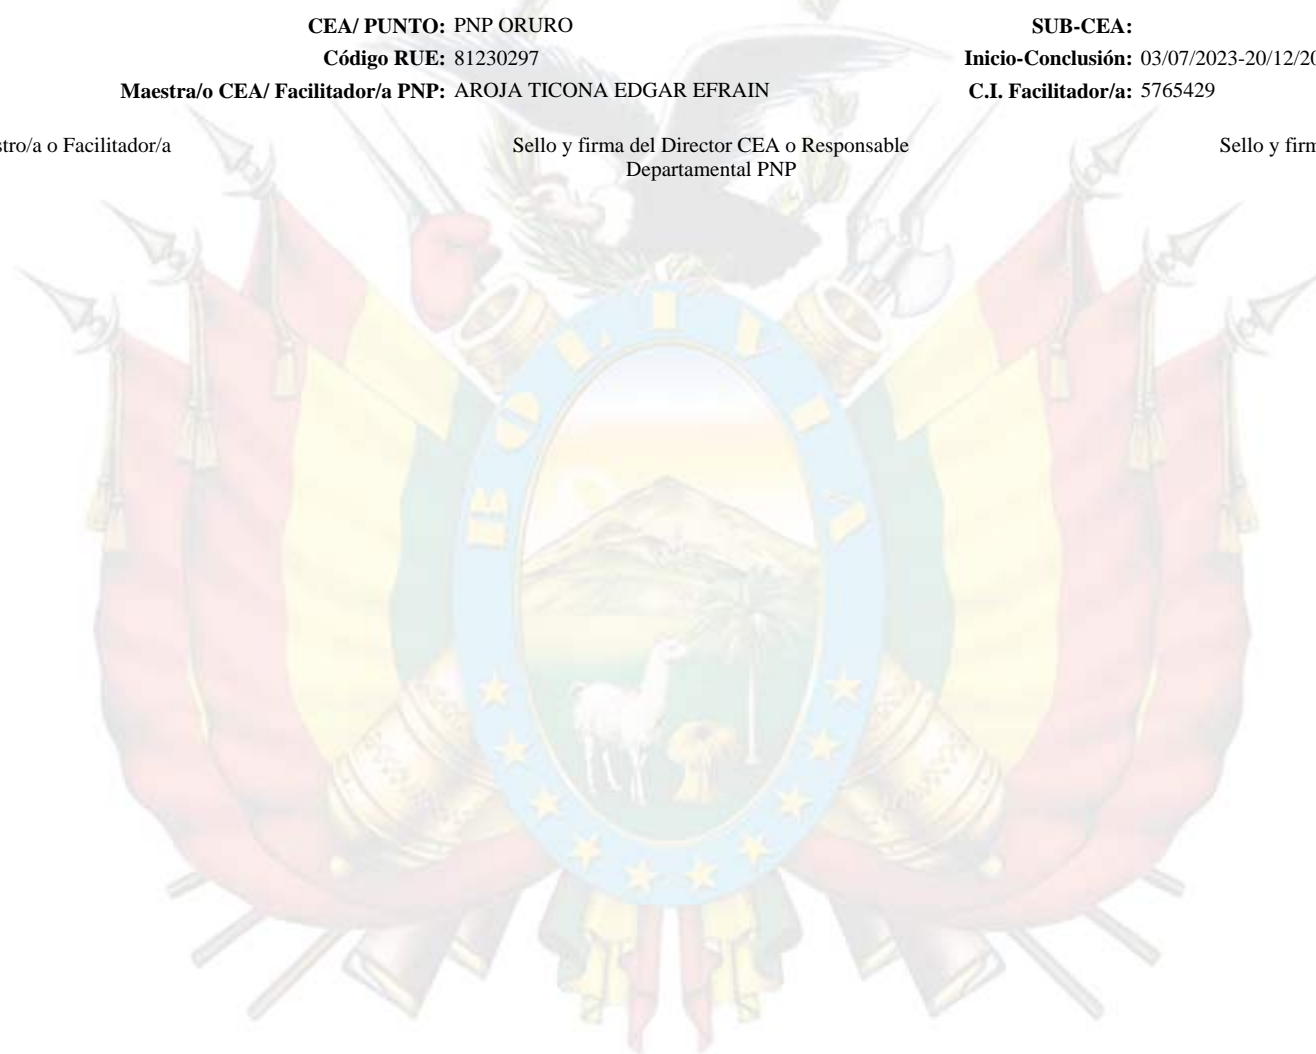 CEA/ PUNTO: PNP ORURO SUB-CEA:
Código RUE: 81230297 Inicio-Conclusión: 03/07/2023-20/12/20
Maestra/o CEA/ Facilitador/a PNP: AROJA TICONA EDGAR EFRAIN C.I. Facilitador/a: 5765429
stro/a o Facilitador/a Sello y firma del Director CEA o Responsable Sello y firm
Departamental PNP
BOLIVIA